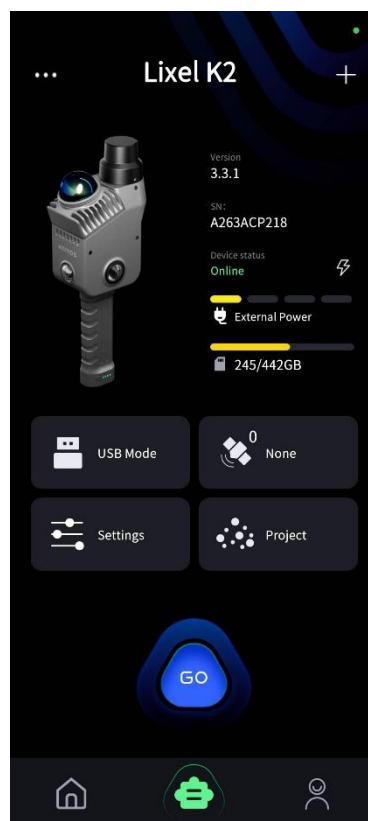 Lixel K2
Version
3.3.1
SN:
A263ACP218
Device status
Online
External Power
245/442GB
XGRIDS
USB Mode
0
None
Settings
Project
GO